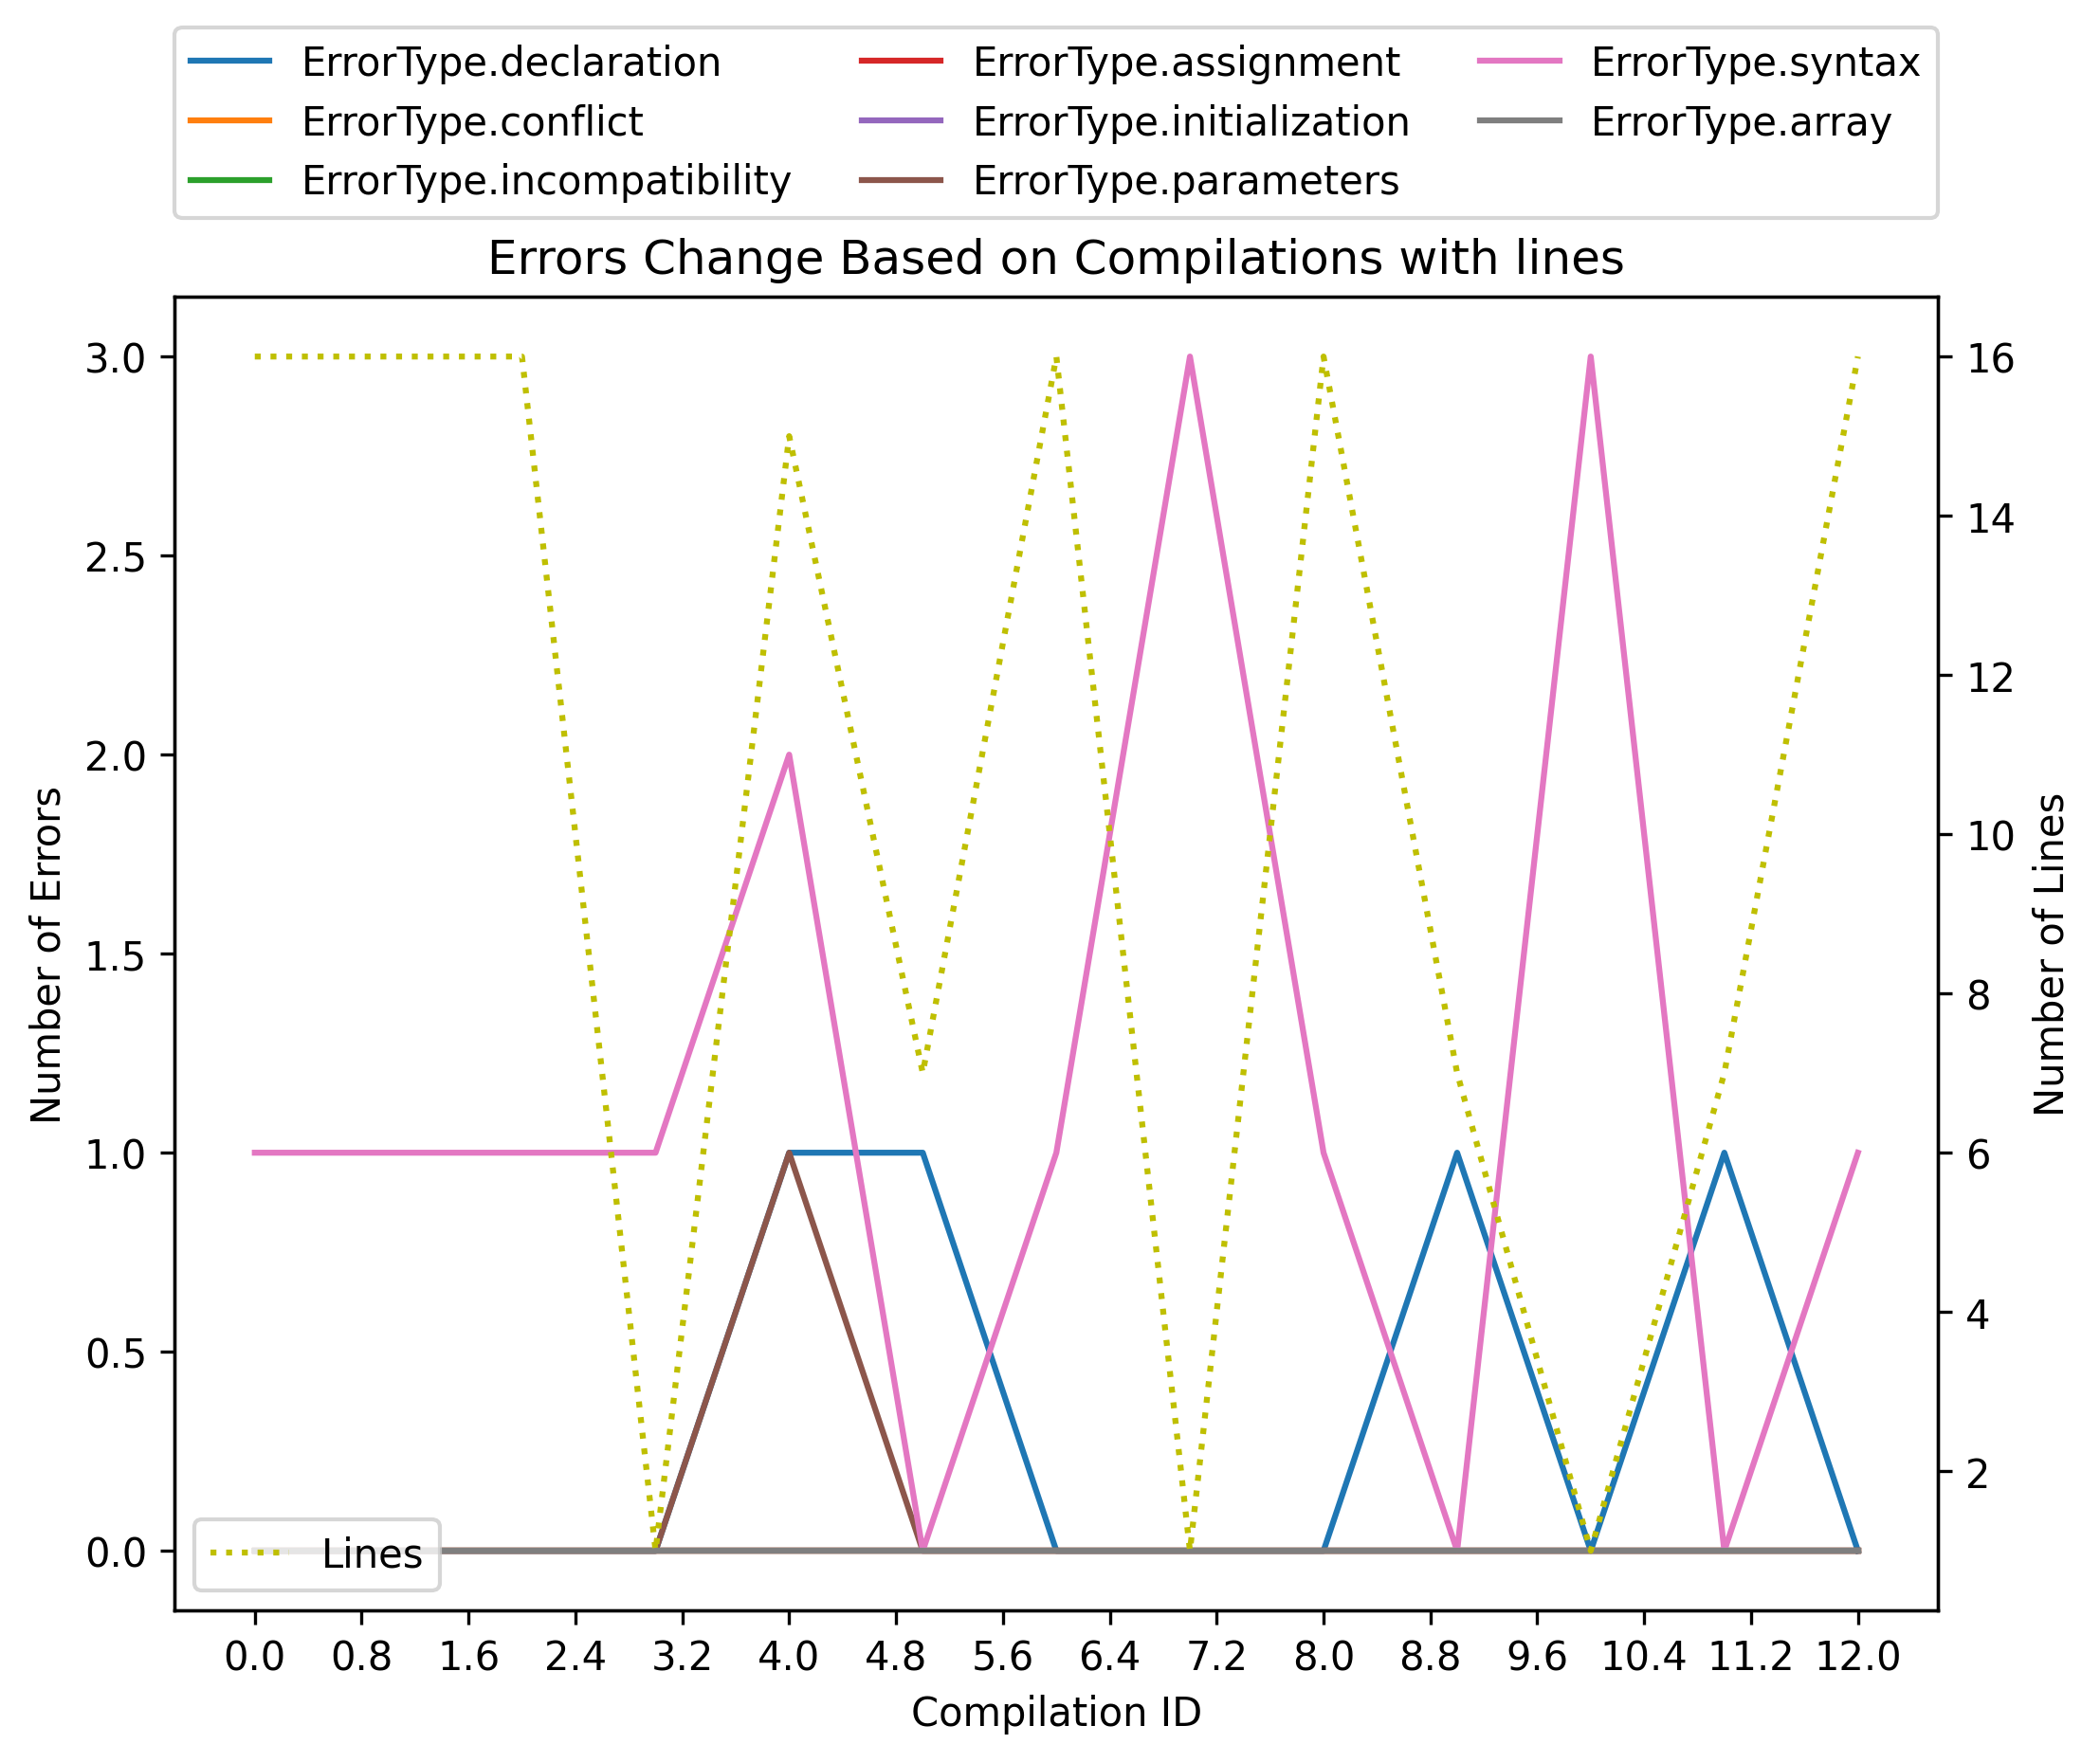 ErrorType.declaration
ErrorType.conflict
ErrorType.incompatibility
ErrorType.assignment
ErrorType.initialization
ErrorType.parameters
ErrorType.syntax
ErrorType.array
Errors Change Based on Compilations with lines
Number of Errors
3.0
2.5
2.0
1.5
1.0
0.5
0.0
16
14
12
10
8
6
4
2
Number of Lines
Lines
0.0 0.8 1.6 2.4 3.2 4.0 4.8 5.6 6.4 7.2 8.0 8.8 9.6 10.4 11.2 12.0
Compilation ID